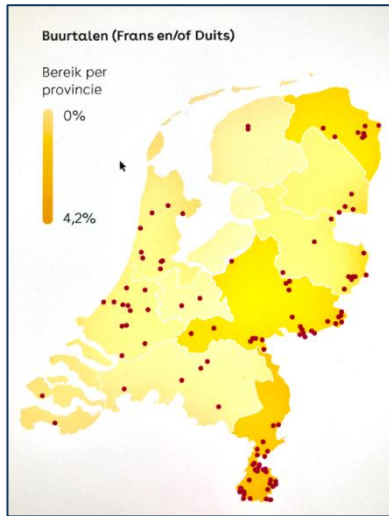 Buurtalen (Frans en/of Duits)
Bereik per
provincie
0%
4,2%